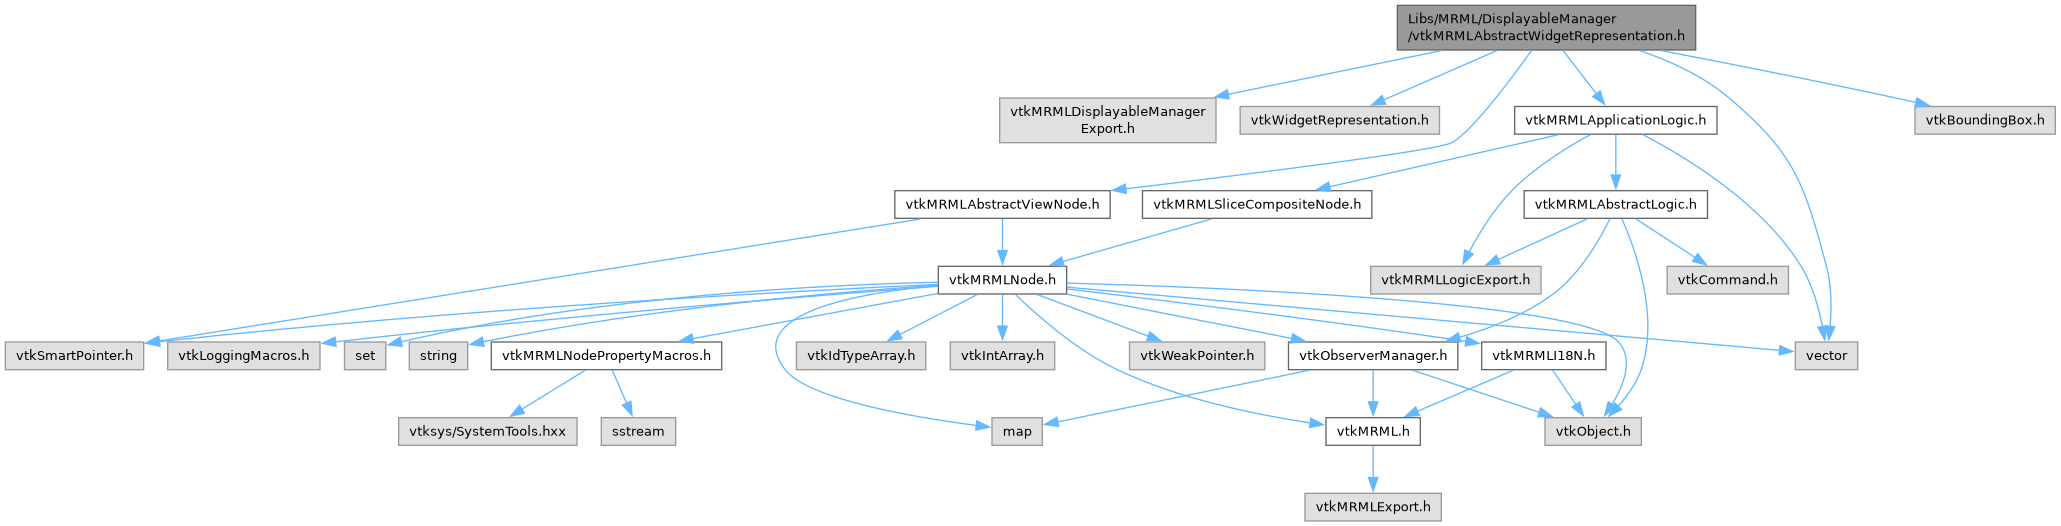 Libs/MRML/DisplayableManager
/vtkMRMLAbstractWidgetRepresentation.h
vtkMRMLDisplayableManager
Export.h
vtkWidgetRepresentation.h
vtkMRMLApplicationLogic.h
vtkBoundingBox.h
vtkMRMLAbstractViewNode.h
vtkMRMLSliceCompositeNode.h
vtkMRMLAbstractLogic.h
vtkMRMLNode.h
vtkMRMLLogicExport.h
vtkCommand.h
vtkSmartPointer.h
vtkLoggingMacros.h
set
string
vtkMRMLNodePropertyMacros.h
vtkIdTypeArray.h
vtkIntArray.h
vtkWeakPointer.h
vtkObserverManager.h
vtkMRMLI18N.h
vector
vtksys/SystemTools.hxx
sstream
map
vtkMRML.h
vtkObject.h
vtkMRMLExport.h